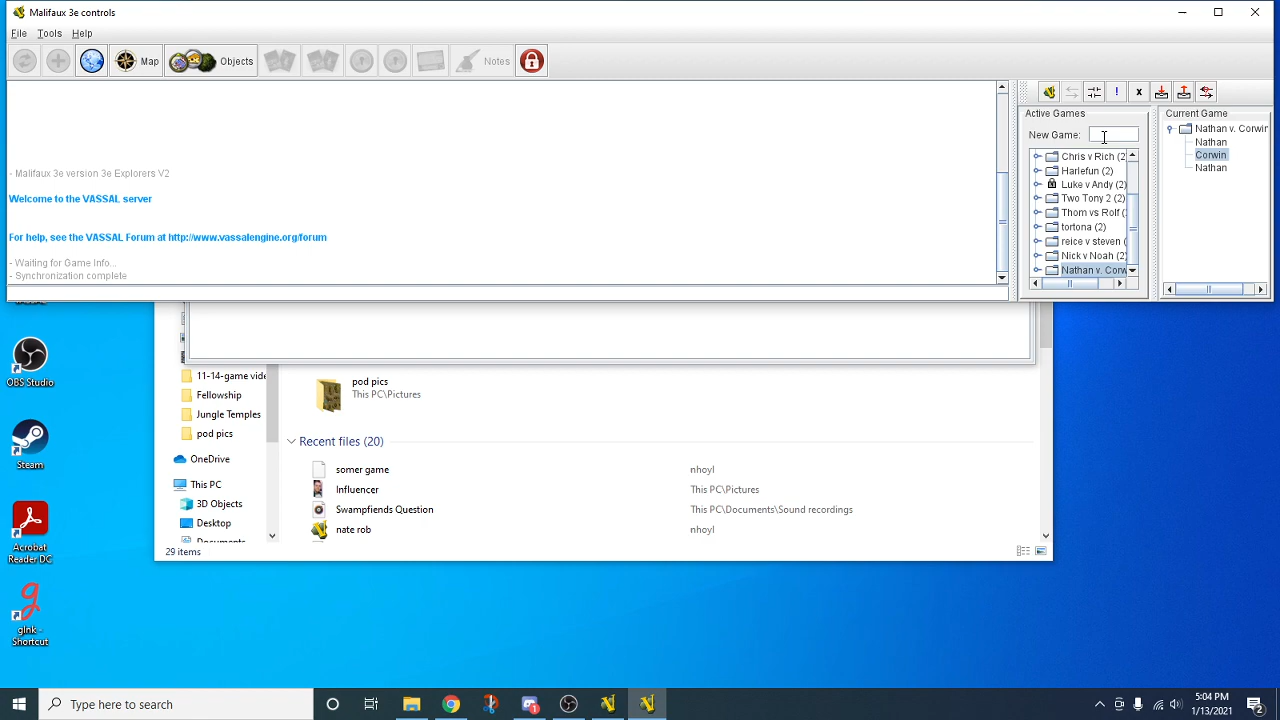 Malifaux 3e controls
File Tools Help
Map Objects Notes
- Malifaux 3e version 3e Explorers V2
Welcome to the VASSAL server
For help, see the VASSAL Forum at http://www.vassalengine.org/forum
- Waiting for Game Info...
- Synchronization complete
Active Games
New Game:
Chris v Rich (2
Harlefun (2)
Luke v Andy (2)
Two Tony 2 (2)
Thom vs Rolf (
tortona (2)
reice v steven (
Nick v Noah (2)
Nathan v. Corw
Current Game
Nathan v. Corwin
Nathan
Corwin
Nathan
11-14-game vide
Fellowship
Jungle Temples
pod pics
OneDrive
This PC
3D Objects
Desktop
Documents
pod pics
This PC\Pictures
Recent files (20)
somer game nhoyl
Influencer This PC\Pictures
Swampfiends Question This PC\Documents\Sound recordings
nate rob nhoyl
29 items
OBS Studio
Steam
Acrobat
Reader DC
gInk -
Shortcut
Type here to search
1
5:04 PM
1/13/2021
2